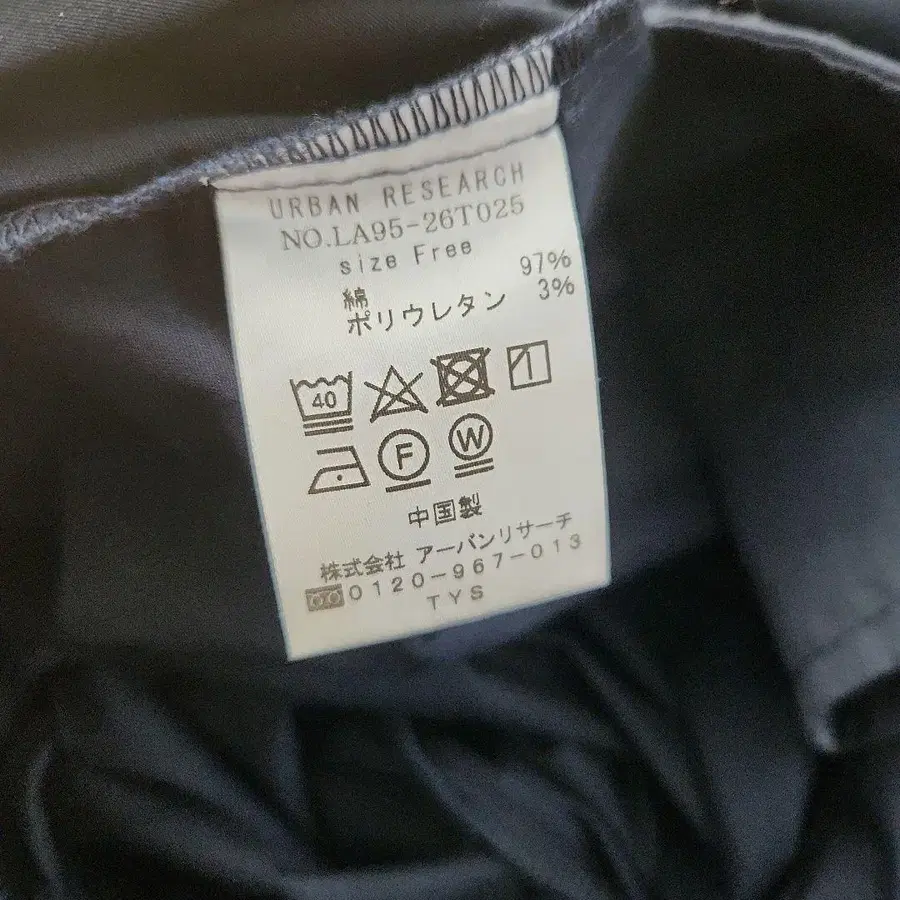 URBAN RESEARCH
NO.LA95-26T025
size Free
綿 97%
ポリウレタン 3%
40
F W
中国製
株式会社 アーバンリサーチ
0120-967-013
TYS